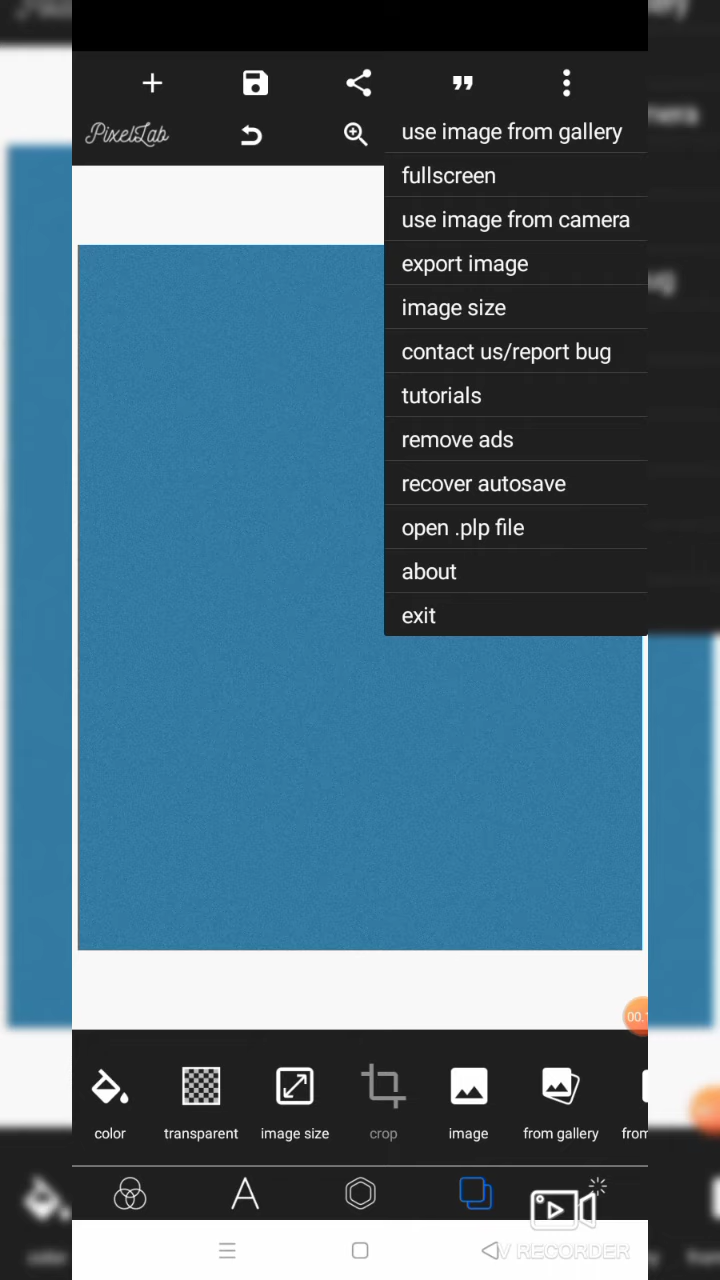 PixelLab
use image from gallery
fullscreen
use image from camera
export image
image size
contact us/report bug
tutorials
remove ads
recover autosave
open .plp file
about
exit
color
transparent
image size
crop
image
from gallery
from
V RECORDER